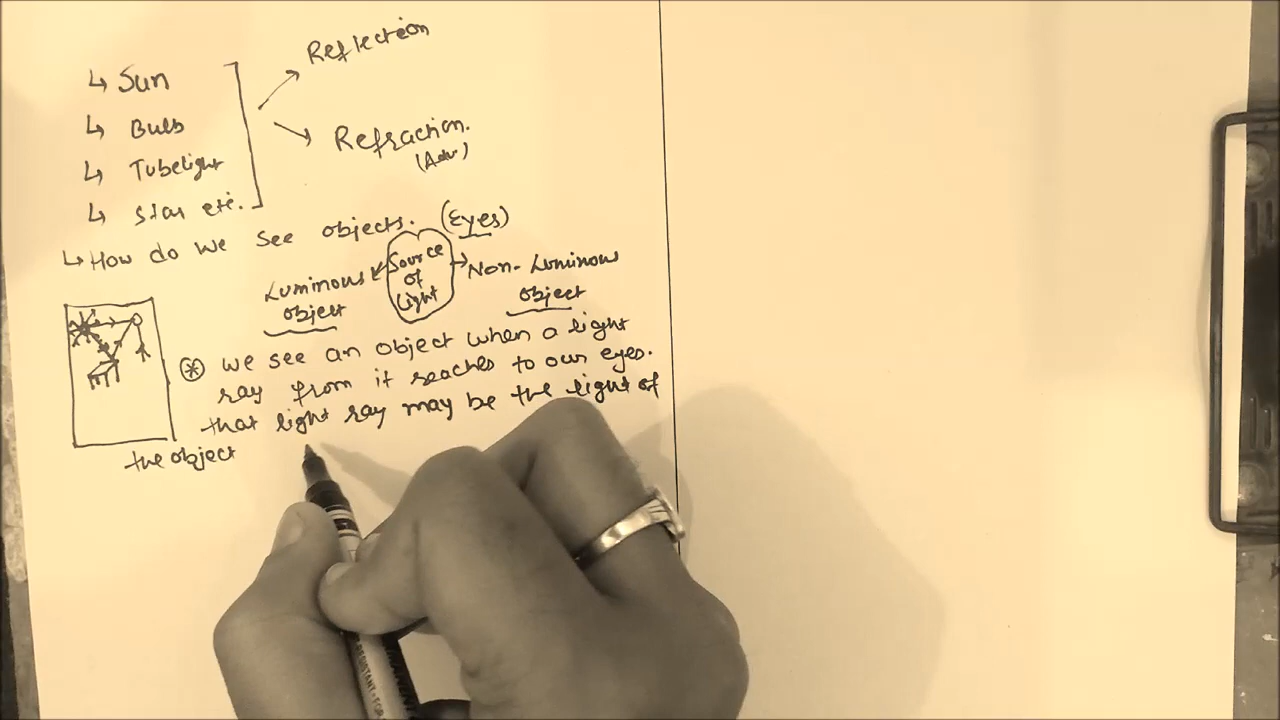 Reflection
↳ Sun
↳ Bulb
↳ Tubelight
Refraction.
(Adv.)
↳ Star etc.
↳ How do we see objects. (Eyes)
Luminous object
Source of Light
Non-Luminous object
⊛ We see an object when a light
ray from it reaches to our eyes.
that light ray may be the light of
the object